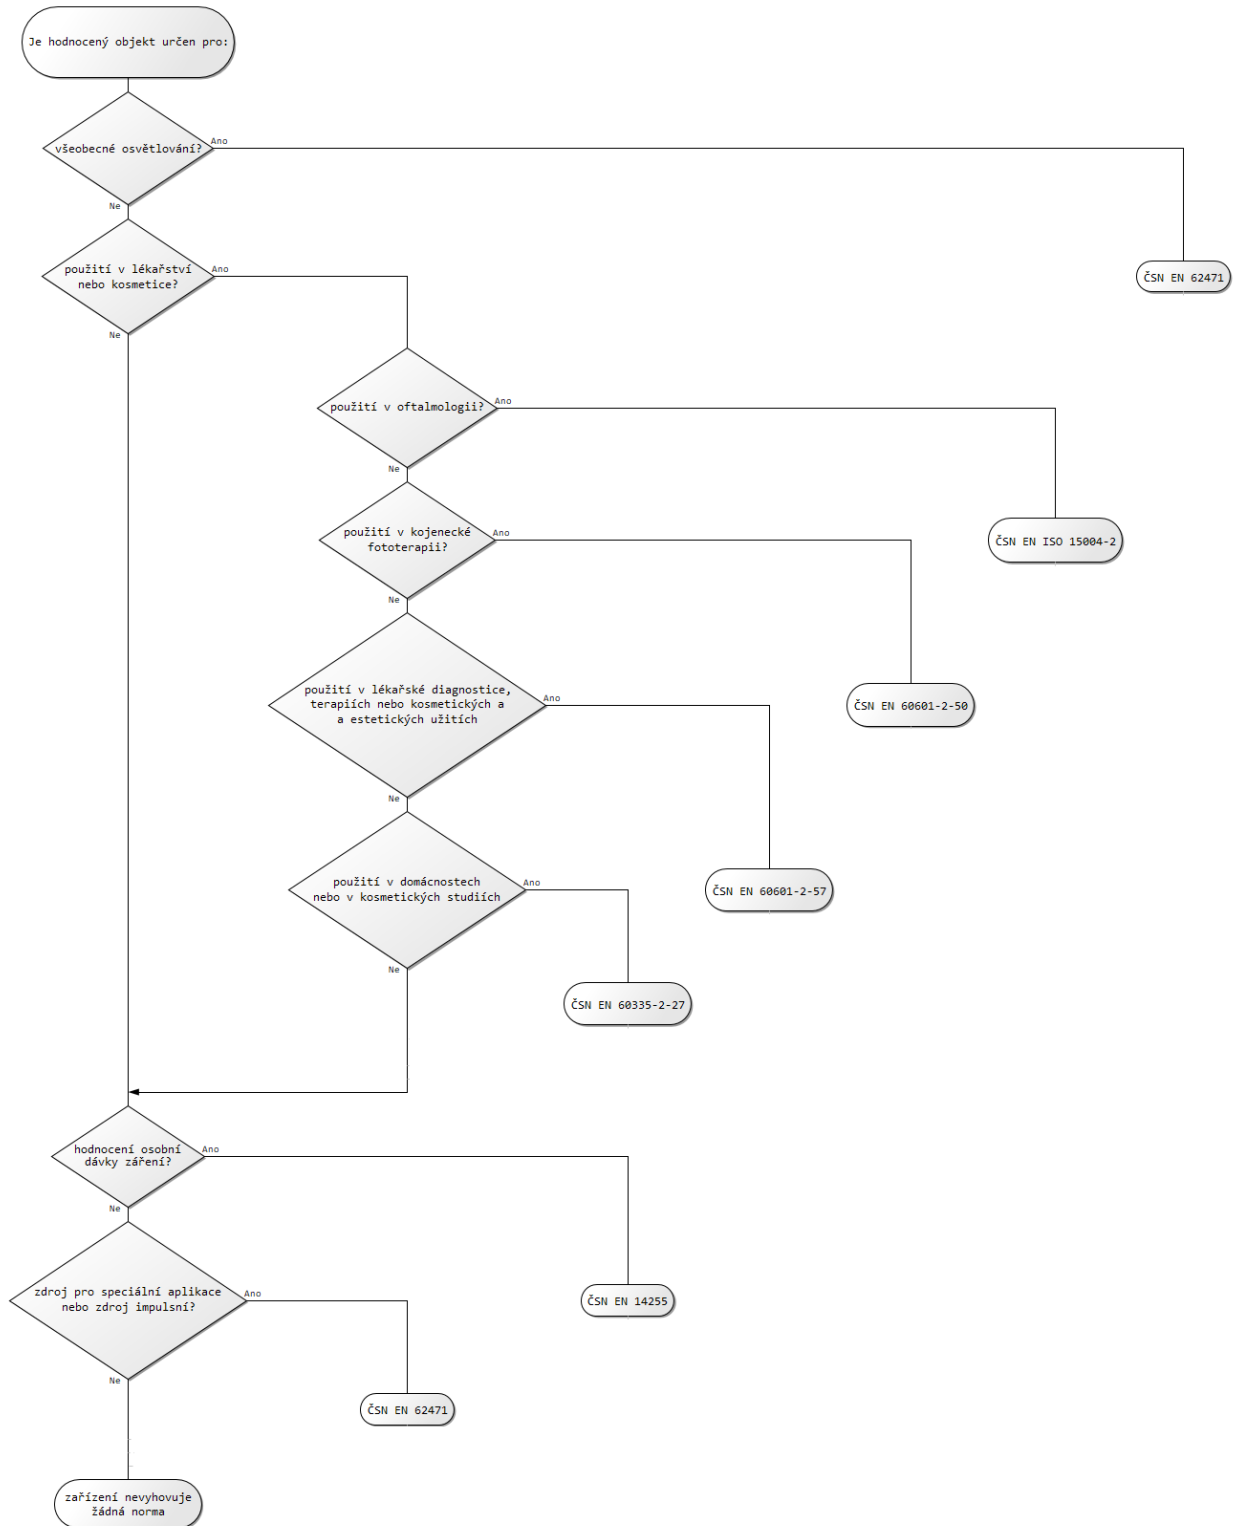 Je hodnocený objekt určen pro:
všeobecné osvětlování?
Ano
Ne
ČSN EN 62471
použití v lékařství
nebo kosmetice?
Ano
Ne
použití v oftalmologii?
Ano
Ne
ČSN EN ISO 15004-2
použití v kojenecké
fototerapii?
Ano
Ne
ČSN EN 60601-2-50
použití v lékařské diagnostice,
terapiích nebo kosmetických a
a estetických užitích
Ano
Ne
ČSN EN 60601-2-57
použití v domácnostech
nebo v kosmetických studiích
Ano
Ne
ČSN EN 60335-2-27
hodnocení osobní
dávky záření?
Ano
Ne
ČSN EN 14255
zdroj pro speciální aplikace
nebo zdroj impulsní?
Ano
Ne
ČSN EN 62471
zařízení nevyhovuje
žádná norma